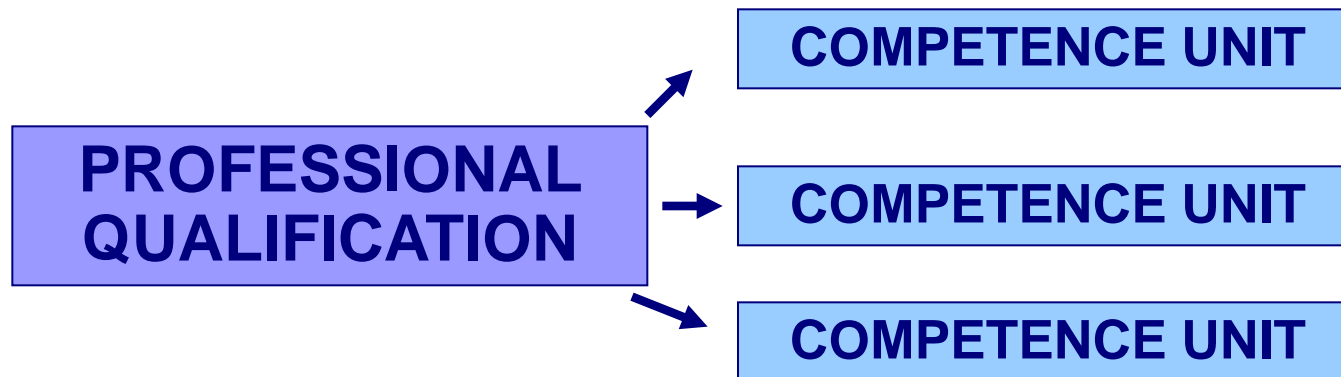 COMPETENCE UNIT
PROFESSIONAL
QUALIFICATION
COMPETENCE UNIT
COMPETENCE UNIT